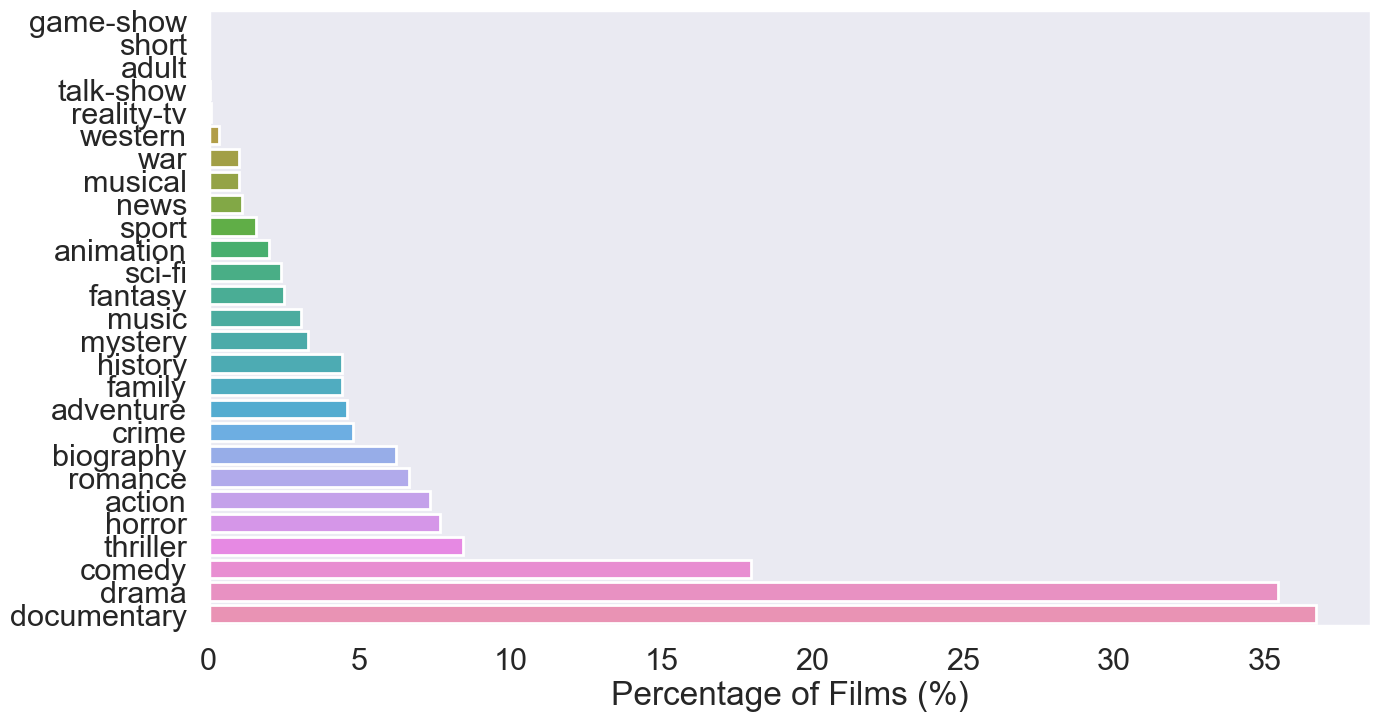 game-show
short
adult
talk-show
reality-tv
western
war
musical
news
sport
animation
sci-fi
fantasy
music
mystery
history
family
adventure
crime
biography
romance
action
horror
thriller
comedy
drama
documentary
0 5 10 15 20 25 30 35
Percentage of Films (%)